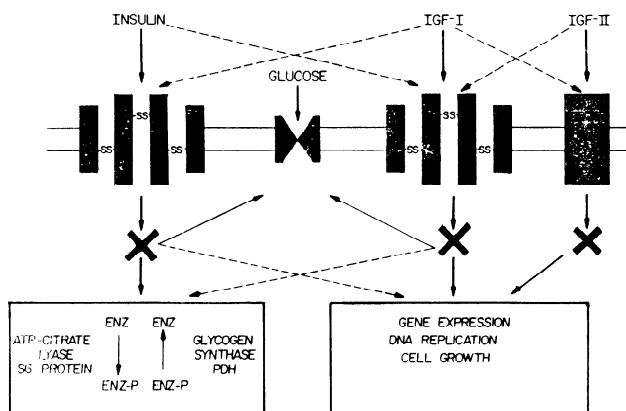 INSULIN IGF-I IGF-II
GLUCOSE
SS SS
SS SS SS SS
ENZ ENZ
ATP-CITRATE
LYASE
S6 PROTEIN
GLYCOGEN
SYNTHASE
PDH
ENZ-P ENZ-P
GENE EXPRESSION
DNA REPLICATION
CELL GROWTH